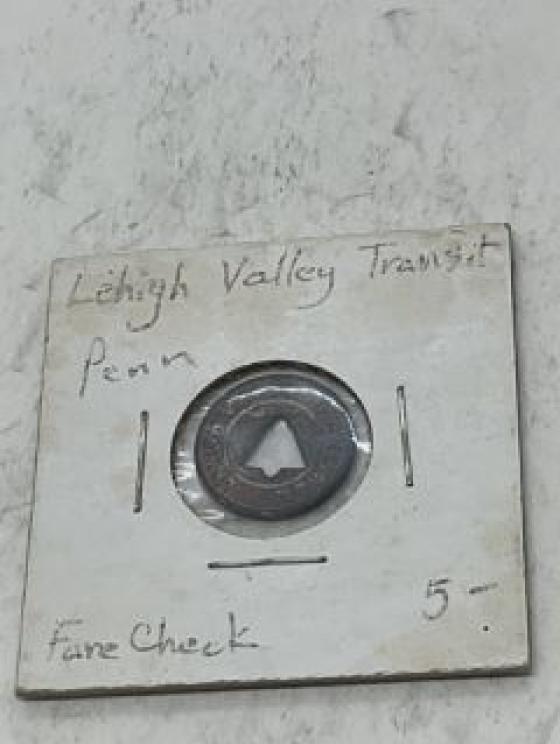 Lehigh Valley Transit
Penn
Fare Check
5-